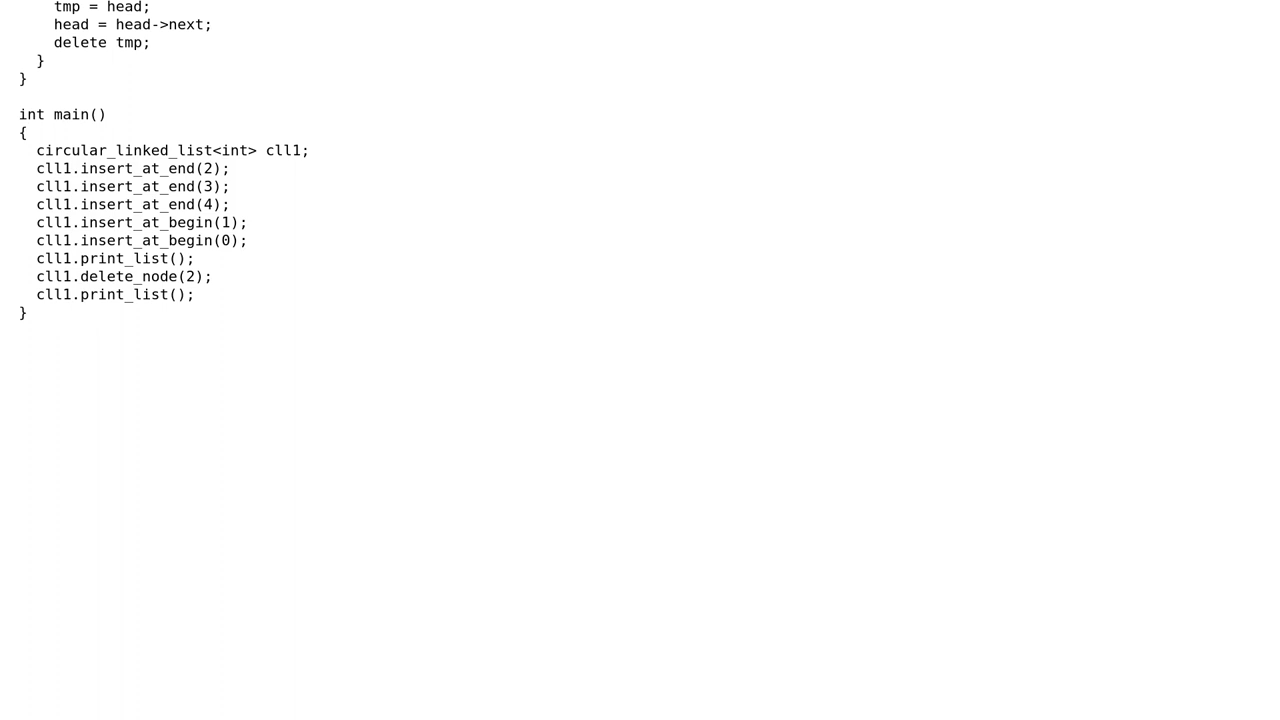 tmp = head;
    head = head->next;
    delete tmp;
  }
}

int main()
{
  circular_linked_list<int> cll1;
  cll1.insert_at_end(2);
  cll1.insert_at_end(3);
  cll1.insert_at_end(4);
  cll1.insert_at_begin(1);
  cll1.insert_at_begin(0);
  cll1.print_list();
  cll1.delete_node(2);
  cll1.print_list();
}